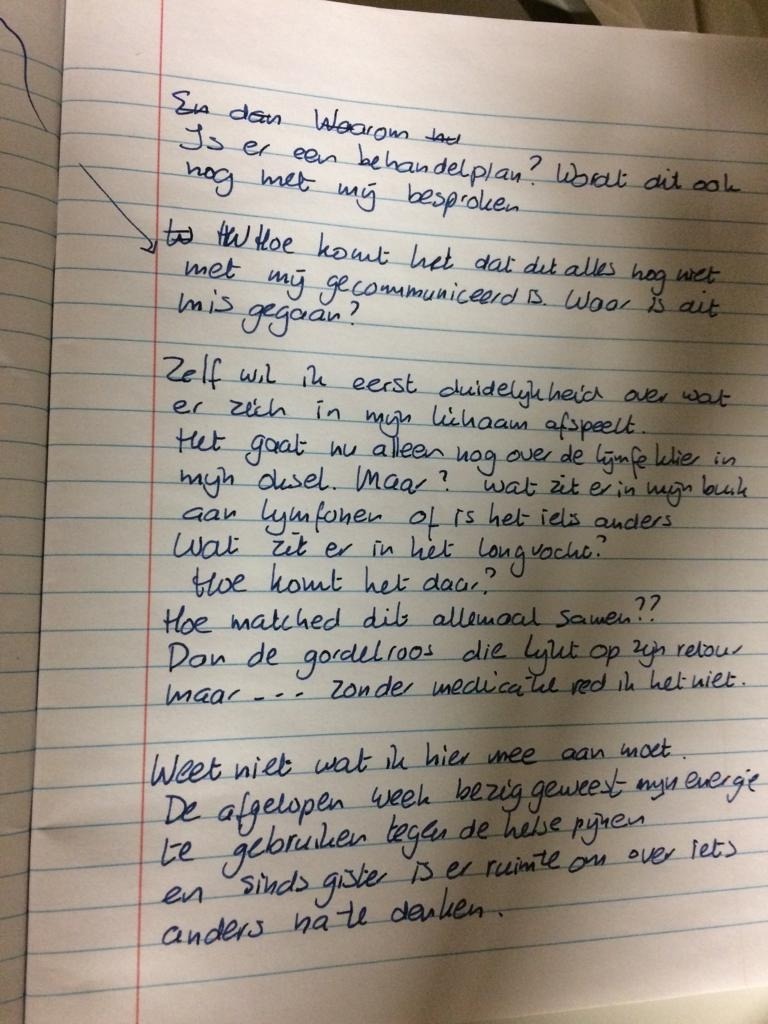 En dan Waarom nu
Is er een behandelplan? Wordt dit ook
nog met mij besproken
Hoe komt het dat dit alles nog niet
met mij gecommuniceerd is. Waar is dit
mis gegaan?
Zelf wil ik eerst duidelijkheid over wat
er zich in mijn lichaam afspeelt.
Het gaat nu alleen nog over de lijmfe klier in
mijn oksel. Maar? Wat zit er in mijn buik
aan lymfonen of is het iets anders
Wat zit er in het longvocht?
Hoe komt het daar?
Hoe matched dit allemaal samen??
Dan de gordelroos die lijkt op zijn retour
maar --- zonder medicatie red ik het niet.
Weet niet wat ik hier mee aan moet.
De afgelopen week bezig geweest mijn energie
te gebruiken tegen de helse pijnen
en sinds gister is er ruimte om over iets
anders na te denken.